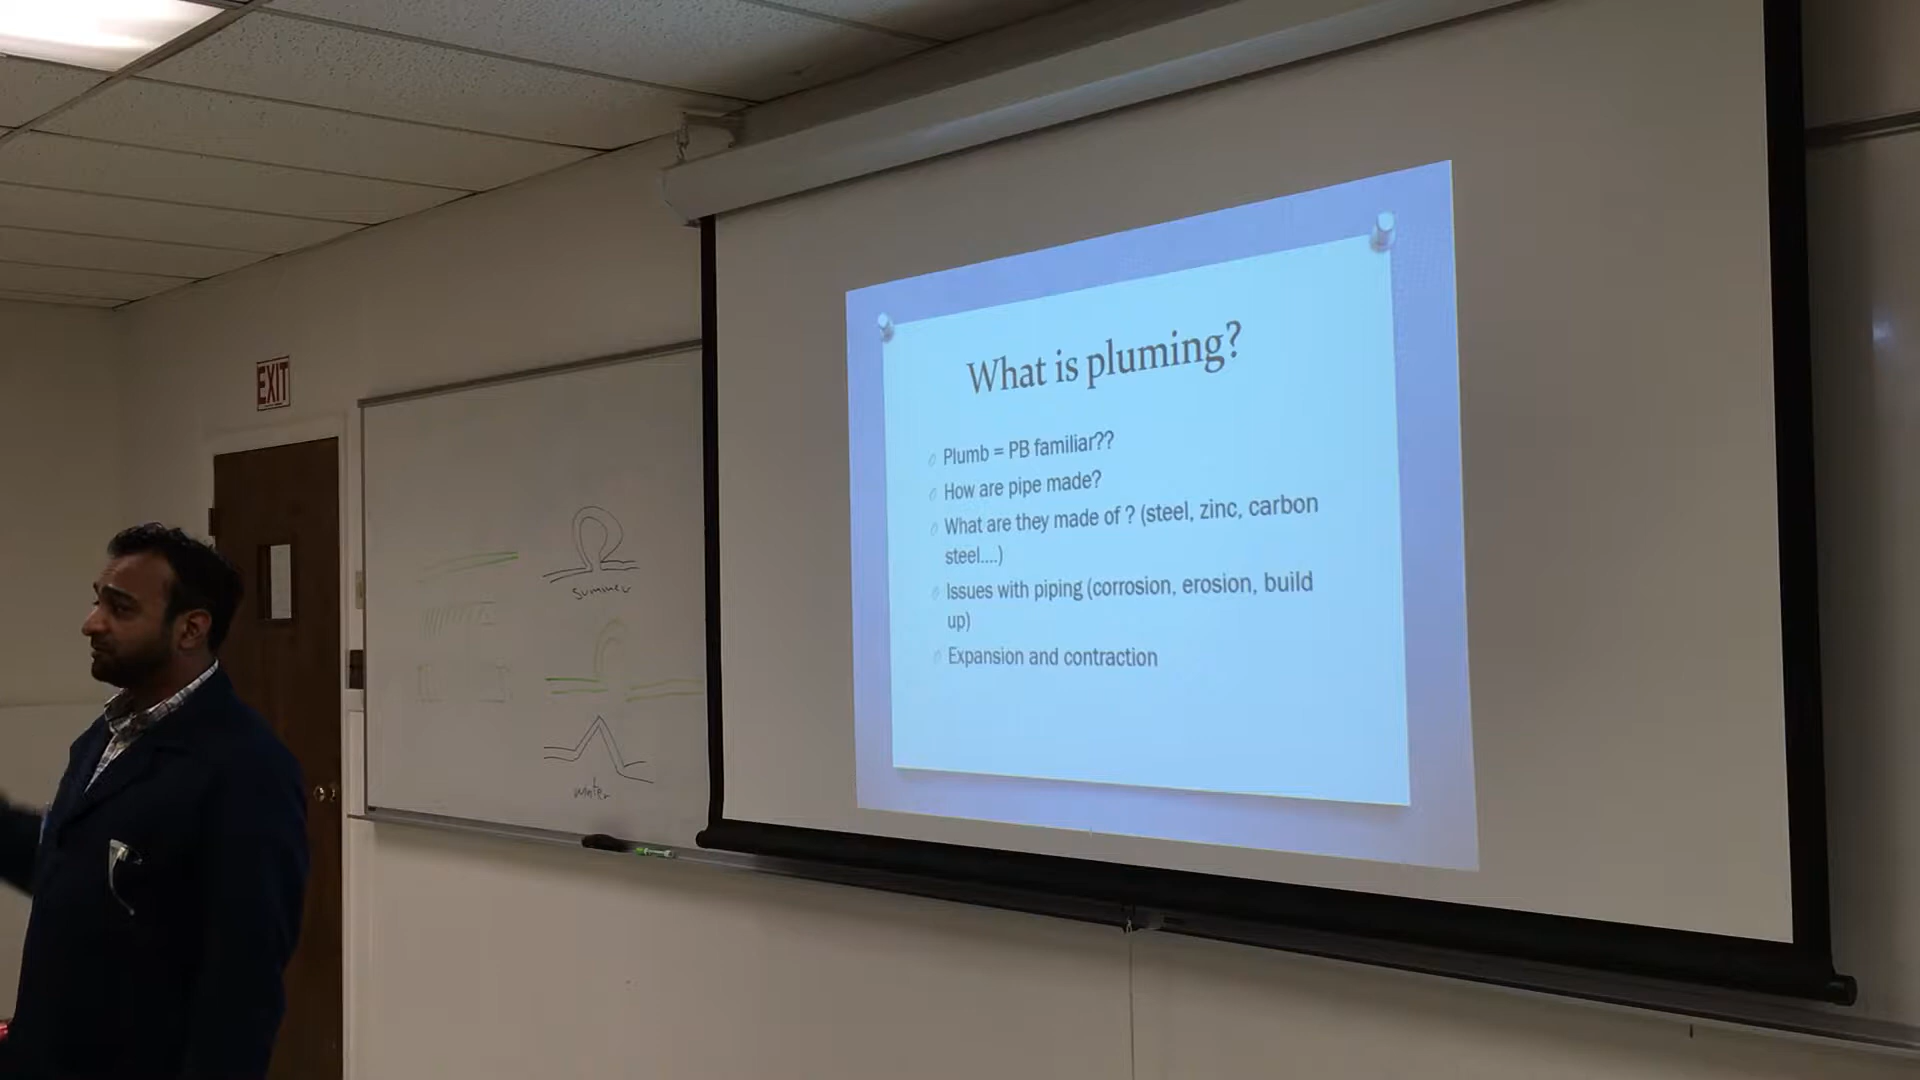 EXIT
summer
winter
What is pluming?
Plumb = PB familiar??
How are pipe made?
What are they made of ? (steel, zinc, carbon
steel....)
Issues with piping (corrosion, erosion, build
up)
Expansion and contraction